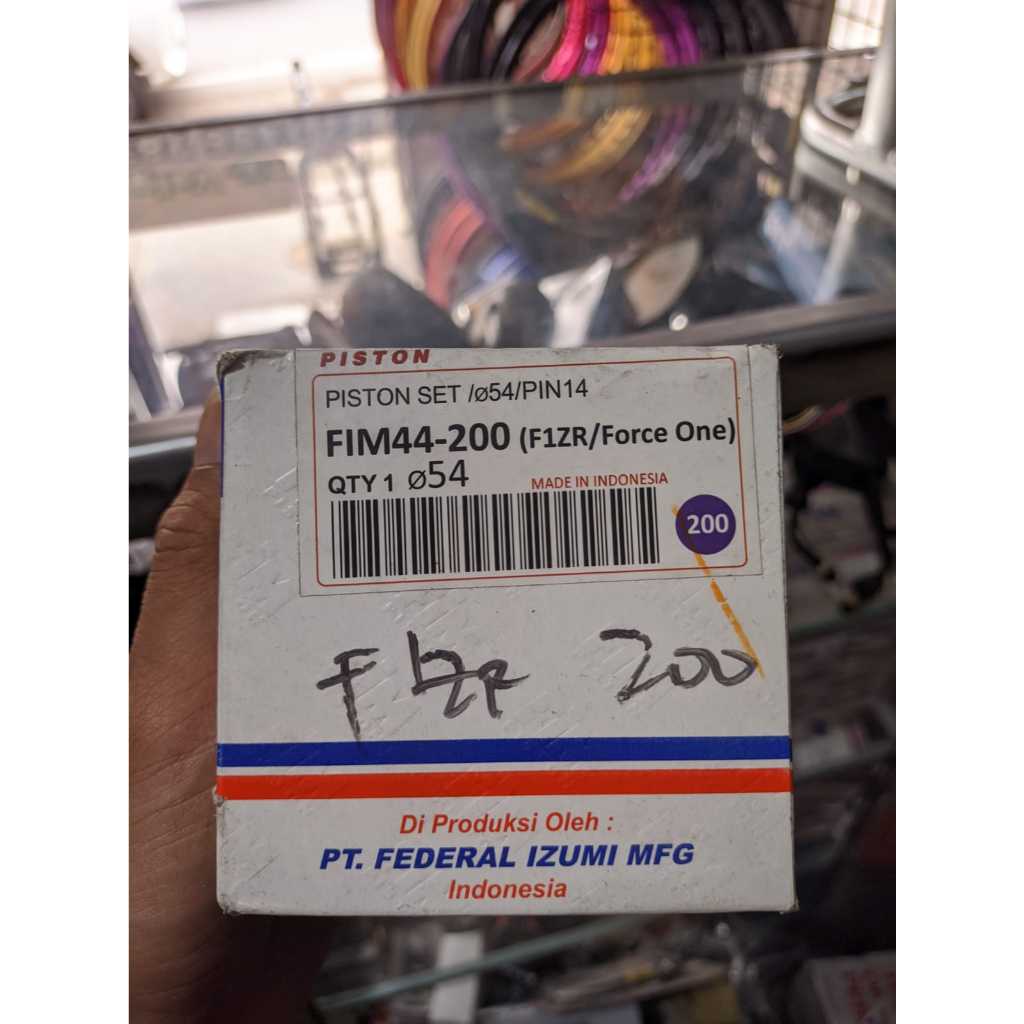 PISTON
PISTON SET /ø54/PIN14
FIM44-200 (F1ZR/Force One)
QTY 1 ø54
MADE IN INDONESIA
200
F1ZR 200
Di Produksi Oleh :
PT. FEDERAL IZUMI MFG
Indonesia